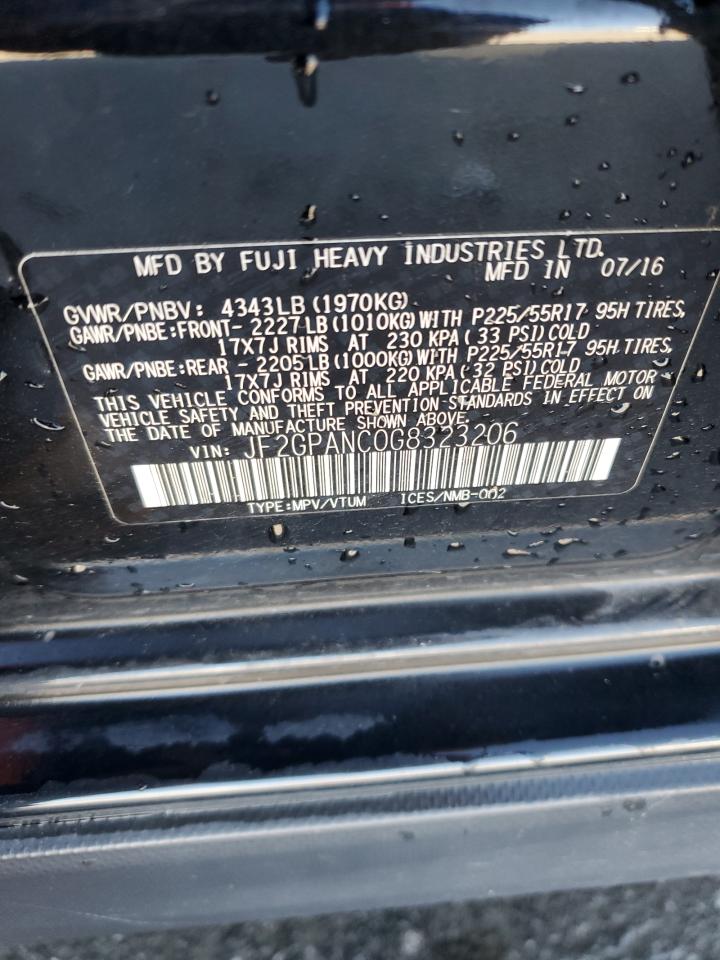 MFD BY FUJI HEAVY INDUSTRIES LTD.
MFD IN 07/16
GVWR/PNBV: 4343LB (1970KG)
GAWR/PNBE:FRONT- 2227LB (1010KG) WITH P225/55R17 95H TIRES,
17X7J RIMS AT 230 KPA (33 PSI) COLD
GAWR/PNBE:REAR - 2205LB (1000KG) WITH P225/55R17 95H TIRES,
17X7J RIMS AT 220 KPA (32 PSI) COLD
THIS VEHICLE CONFORMS TO ALL APPLICABLE FEDERAL MOTOR
VEHICLE SAFETY AND THEFT PREVENTION STANDARDS IN EFFECT ON
THE DATE OF MANUFACTURE SHOWN ABOVE.
VIN: JF2GPANC0G8323206
TYPE:MPV/VTUM ICES/NMB-002